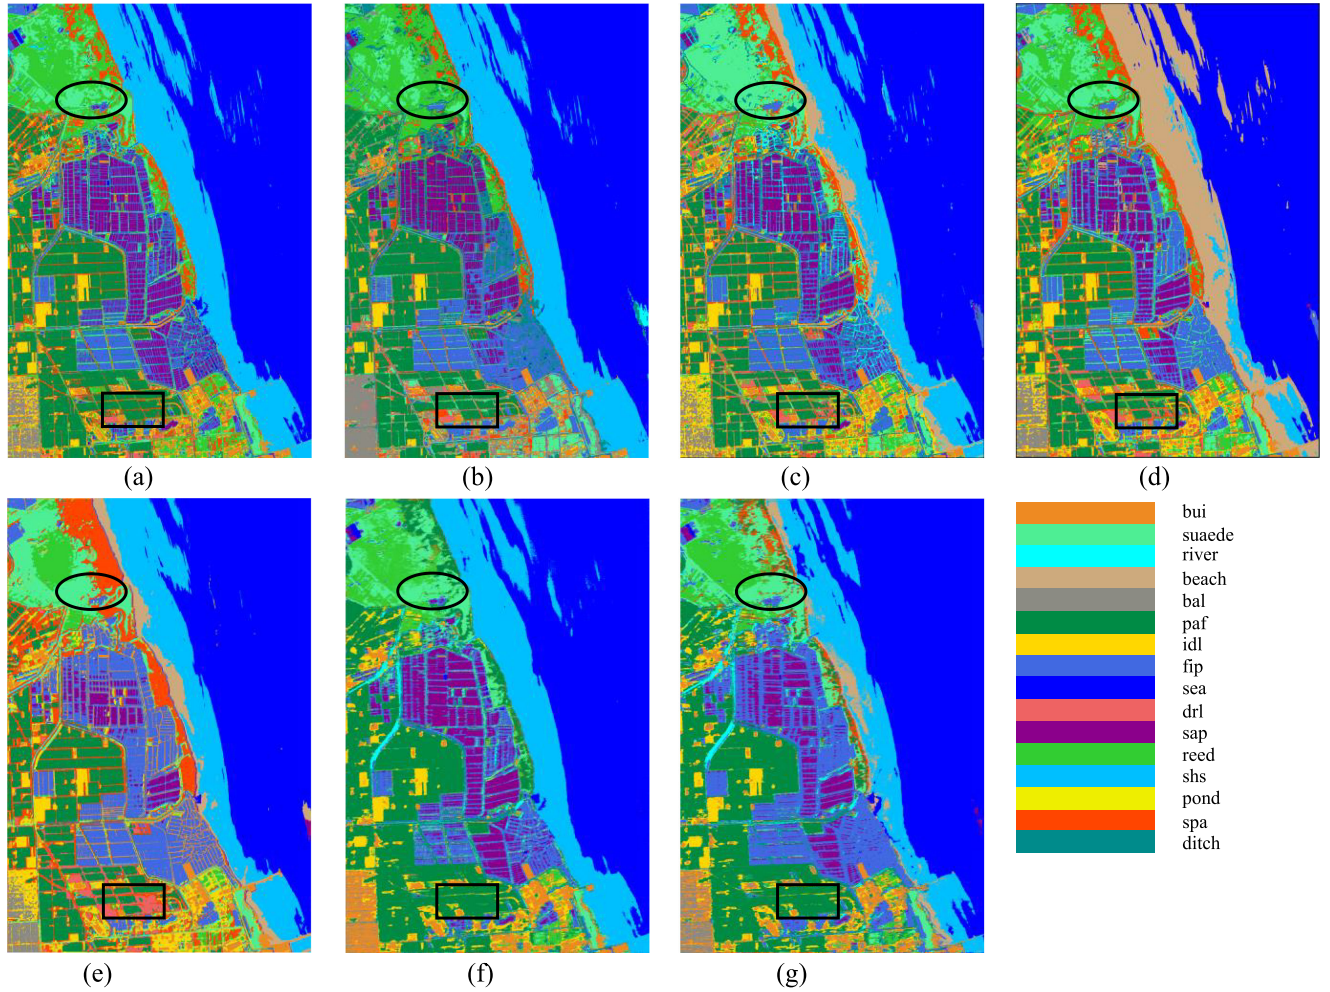 (a)
(b)
(c)
(d)
(e)
(f)
(g)
bui
suaede
river
beach
bal
paf
idl
fip
sea
drl
sap
reed
shs
pond
spa
ditch